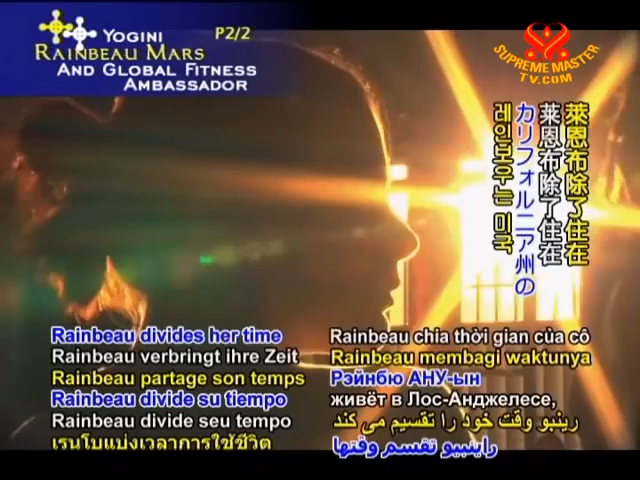 YOGINI
RAINBEAU MARS
AND GLOBAL FITNESS
AMBASSADOR
P2/2
SUPREME MASTER
TV.COM
萊恩布除了住在
莱恩布除了住在
カリフォルニア州の
레인보우는 미국
Rainbeau divides her time
Rainbeau verbringt ihre Zeit
Rainbeau partage son temps
Rainbeau divide su tiempo
Rainbeau divide seu tempo
เรนโบแบ่งเวลาการใช้ชีวิต
Rainbeau chia thời gian của cô
Rainbeau membagi waktunya
Рэйнбю АНУ-ын
живёт в Лос-Анджелесе,
رینبو وقت خود را تقسیم می کند
راينبيو تقسم وقتها